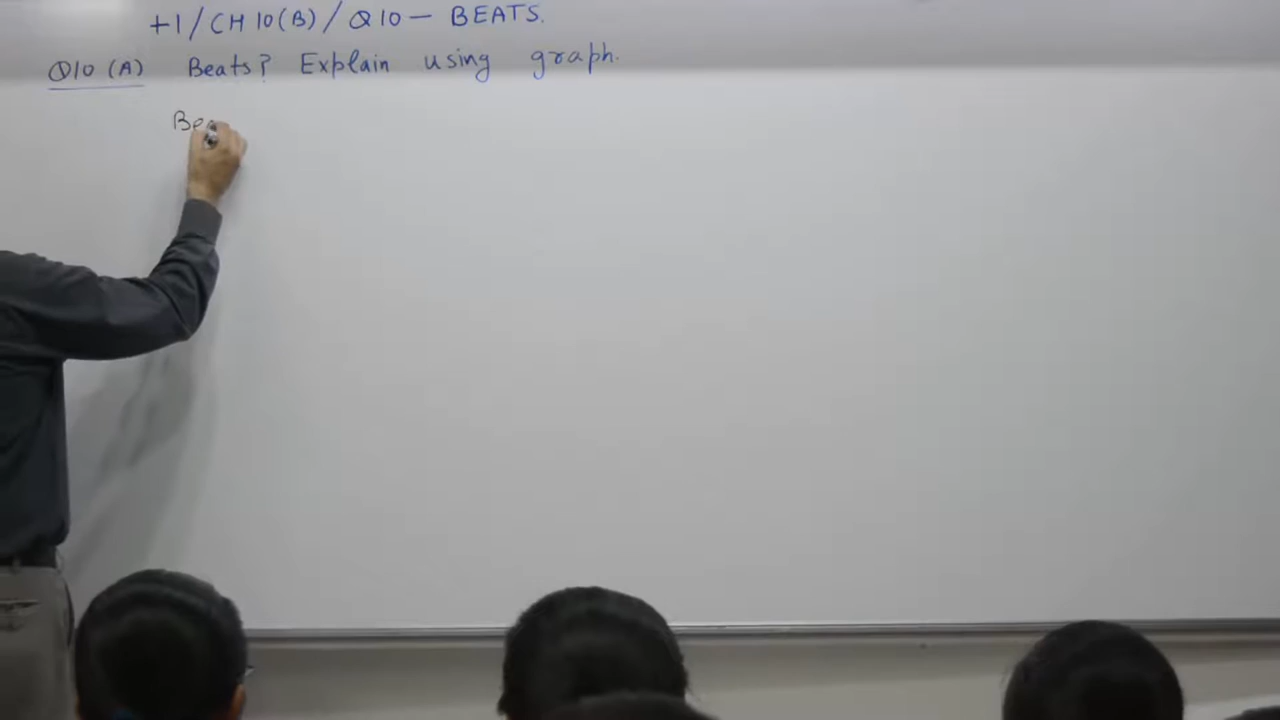 +1/CH 10(B)/Q10 — BEATS.
Q10 (A) Beats? Explain using graph.
Bea